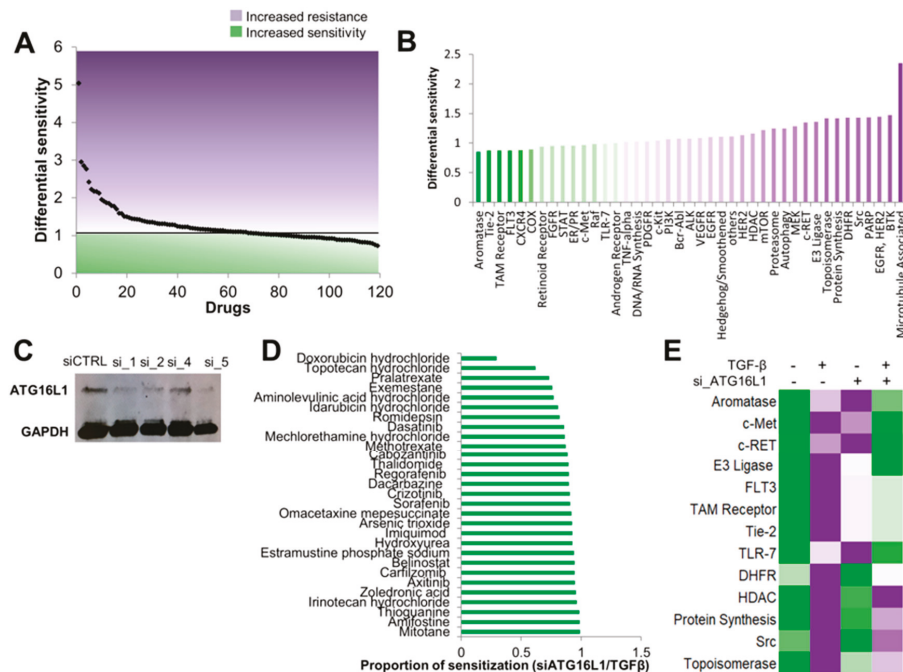 Increased resistance
Increased sensitivity
A
Differential sensitivity
6
5
4
3
2
1
0
0 20 40 60 80 100 120
Drugs
B
Differential sensitivity
2.5
2
1.5
1
0.5
0
Aromatase
Tie-2
TAM Receptor
FLT3
CXCR4
COX
Retinoid Receptor
FGFR
STAT
ER/PR
c-Met
Raf
TLR-7
Androgen Receptor
TNF-alpha
DNA/RNA Synthesis
PDGFR
c-Kit
PI3K
Bcr-Abl
ALK
VEGFR
EGFR
Hedgehog/Smoothened
others
HER2
HDAC
mTOR
Proteasome
Autophagy
MEK
c-RET
E3 Ligase
Topoisomerase
Protein Synthesis
DHFR
Src
PARP
EGFR, HER2
BTK
Microtubule Associated
C
siCTRL si_1 si_2 si_4 si_5
ATG16L1
GAPDH
D
Doxorubicin hydrochloride
Topotecan hydrochloride
Pralatrexate
Exemestane
Aminolevulinic acid hydrochloride
Idarubicin hydrochloride
Romidepsin
Dasatinib
Mechlorethamine hydrochloride
Methotrexate
Cabozantinib
Thalidomide
Regorafenib
Dacarbazine
Crizotinib
Sorafenib
Omacetaxine mepesuccinate
Arsenic trioxide
Imiquimod
Hydroxyurea
Estramustine phosphate sodium
Belinostat
Carfilzomib
Axitinib
Zoledronic acid
Irinotecan hydrochloride
Thioguanine
Amifostine
Mitotane
0 0.5 1 1.5
Proportion of sensitization (siATG16L1/TGFβ)
E
TGF-β - + - +
si_ATG16L1 - - + +
Aromatase
c-Met
c-RET
E3 Ligase
FLT3
TAM Receptor
Tie-2
TLR-7
DHFR
HDAC
Protein Synthesis
Src
Topoisomerase